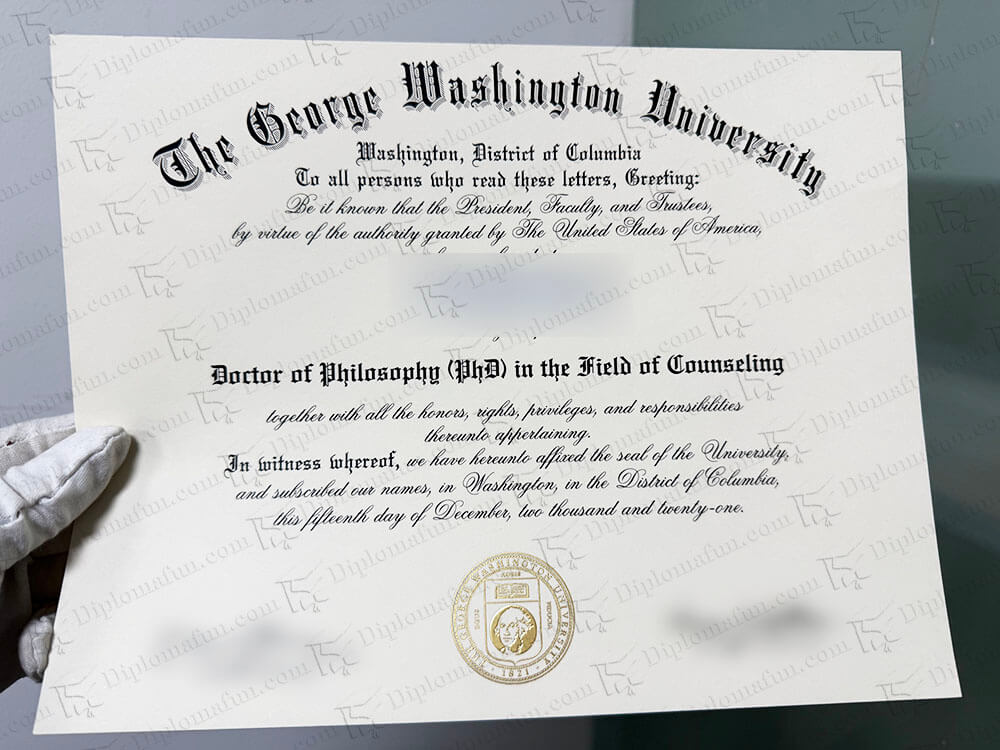 The George Washington University
Washington, District of Columbia
To all persons who read these letters, Greeting:
Be it known that the President, Faculty, and Trustees,
by virtue of the authority granted by The United States of America,
Doctor of Philosophy (PhD) in the Field of Counseling
together with all the honors, rights, privileges, and responsibilities
thereunto appertaining.
In witness whereof, we have hereunto affixed the seal of the University,
and subscribed our names, in Washington, in the District of Columbia,
this fifteenth day of December, two thousand and twenty-one.
THE GEORGE WASHINGTON UNIVERSITY
1821
Diplomafun.com